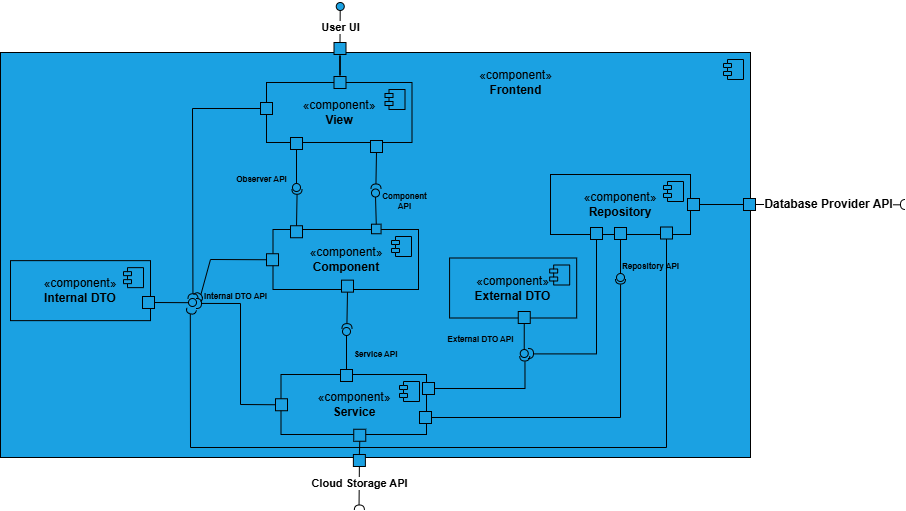 User UI
«component»
Frontend
«component»
View
Observer API
Component
API
«component»
Repository
Database Provider API
«component»
Component
«component»
Internal DTO
Internal DTO API
«component»
External DTO
Repository API
External DTO API
Service API
«component»
Service
Cloud Storage API